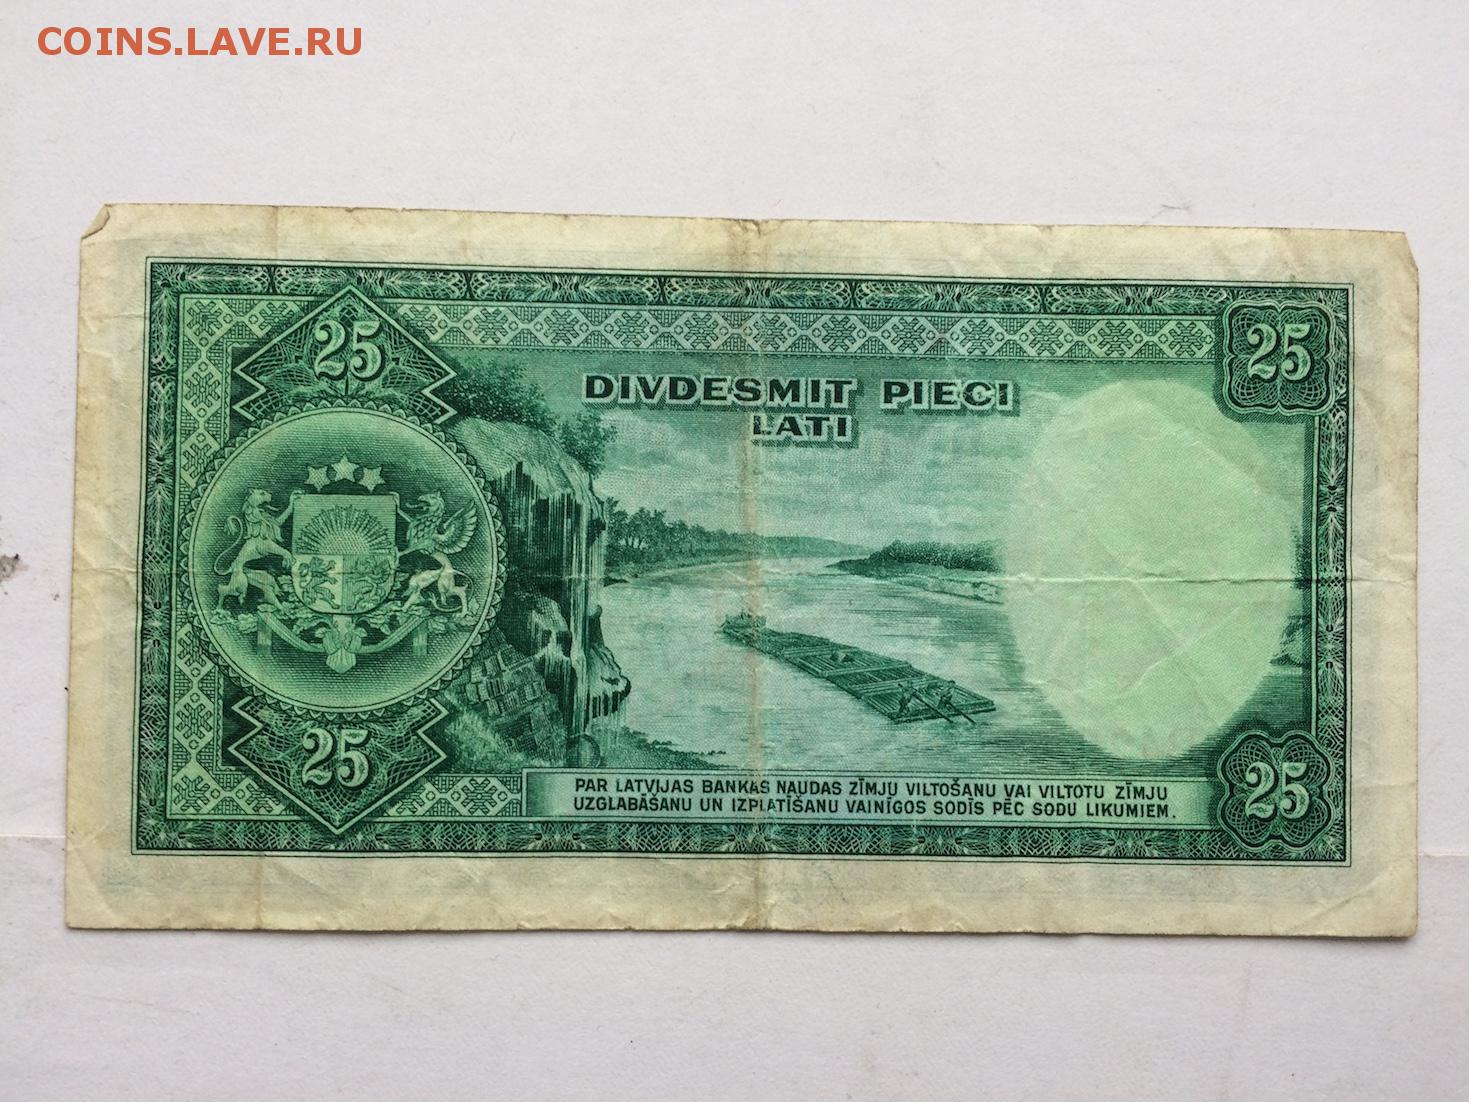 COINS.LAVE.RU
25
25
DIVDESMIT PIECI
LATI
25
25
PAR LATVIJAS BANKAS NAUDAS ZĪMJU VILTOŠANU VAI VILTOTU ZĪMJU
UZGLABĀŠANU UN IZPLATĪŠANU VAINĪGOS SODĪS PĒC SODU LIKUMIEM.